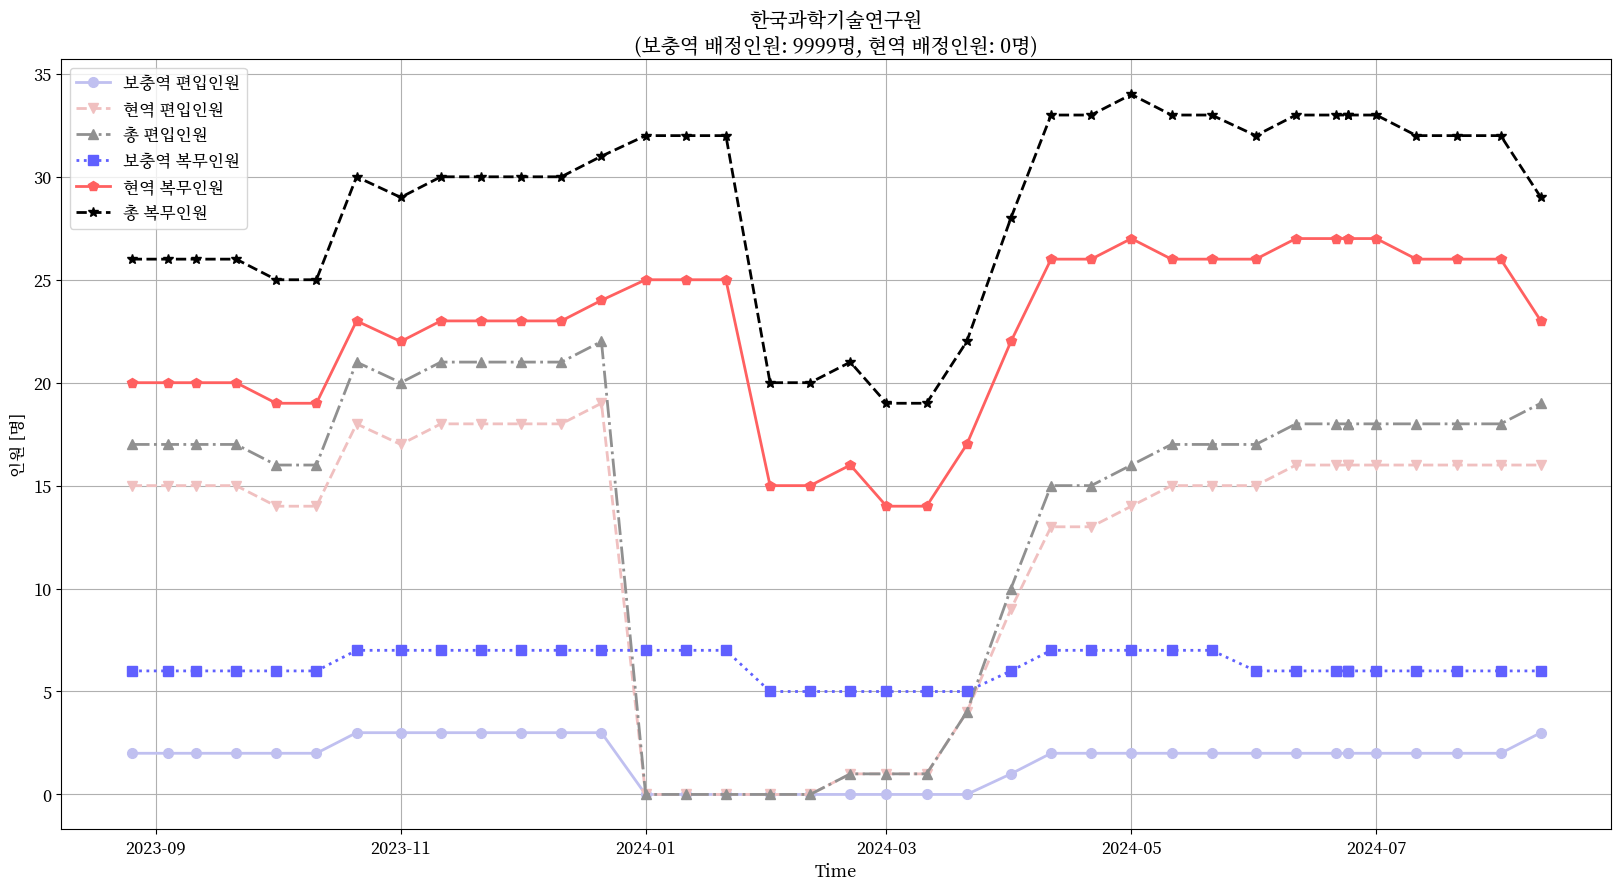 한국과학기술연구원
(보충역 배정인원: 9999명, 현역 배정인원: 0명)
보충역 편입인원
현역 편입인원
총 편입인원
보충역 복무인원
현역 복무인원
총 복무인원
인원 [명]
35
30
25
20
15
10
5
0
2023-09
2023-11
2024-01
2024-03
2024-05
2024-07
Time